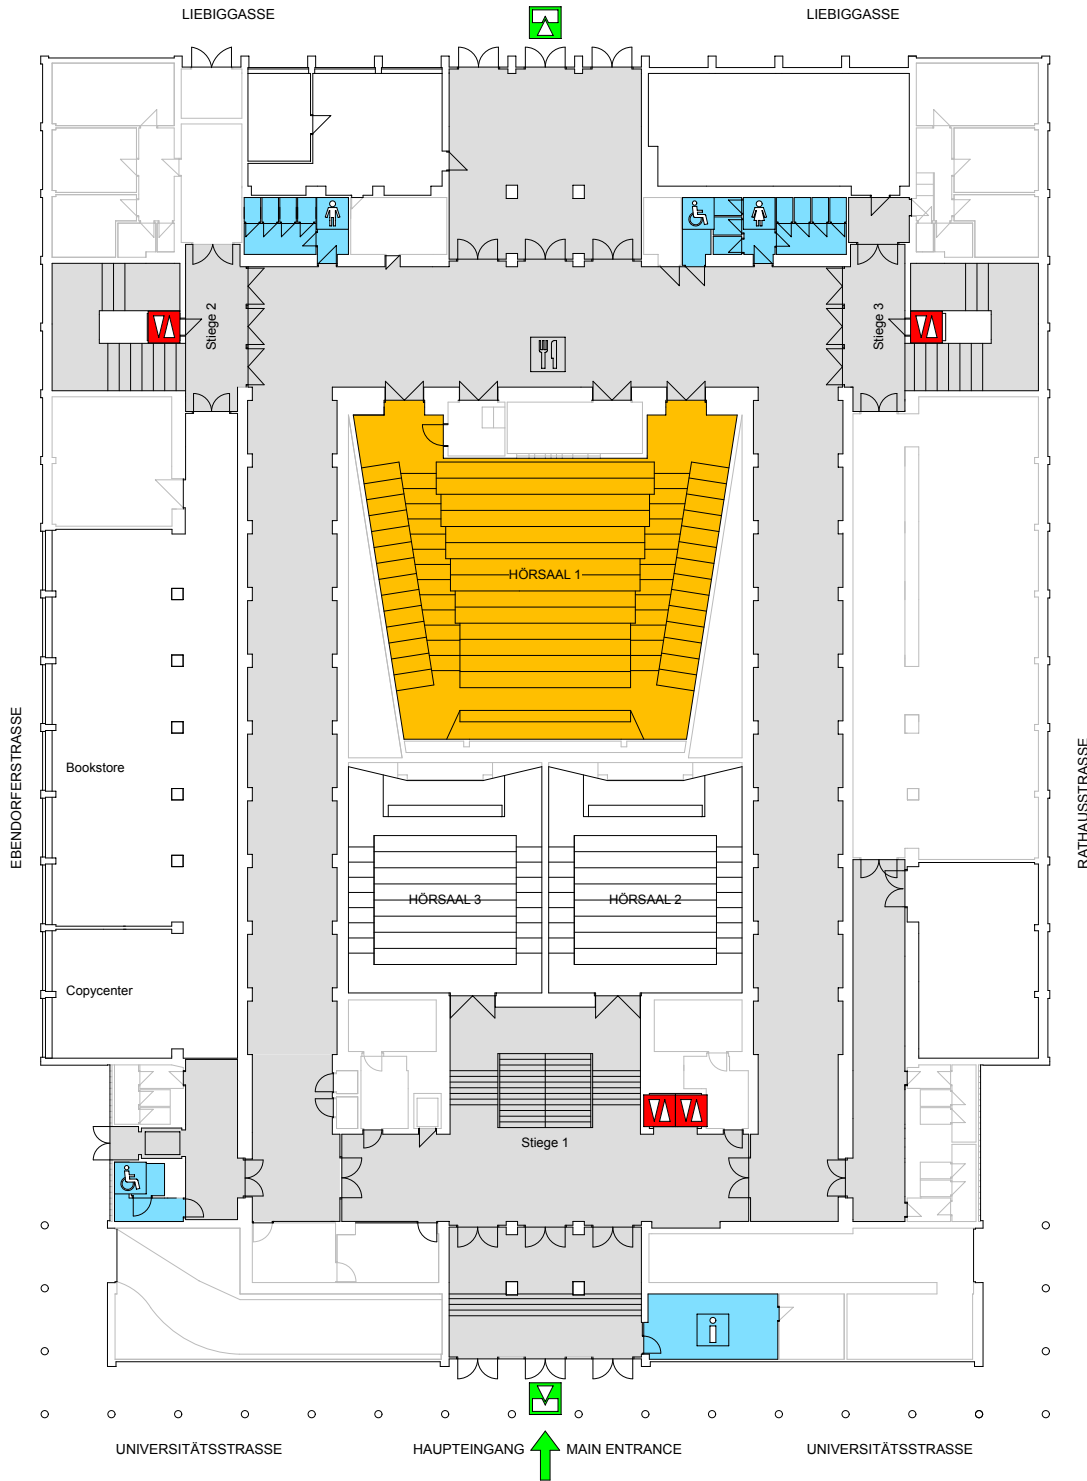 LIEBIGGASSE
LIEBIGGASSE
Stiege 2
Stiege 3
HÖRSAAL 1
EBENDORFERSTRASSE
RATHAUSSTRASSE
Bookstore
HÖRSAAL 3
HÖRSAAL 2
Copycenter
Stiege 1
i
UNIVERSITÄTSSTRASSE
HAUPTEINGANG
MAIN ENTRANCE
UNIVERSITÄTSSTRASSE